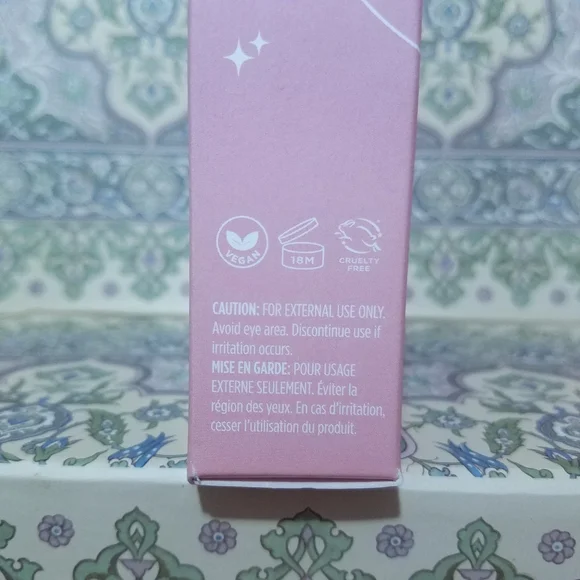 VEGAN
18M
CRUELTY
FREE
CAUTION: FOR EXTERNAL USE ONLY.
Avoid eye area. Discontinue use if
irritation occurs.
MISE EN GARDE: POUR USAGE
EXTERNE SEULEMENT. Éviter la
région des yeux. En cas d'irritation,
cesser l'utilisation du produit.